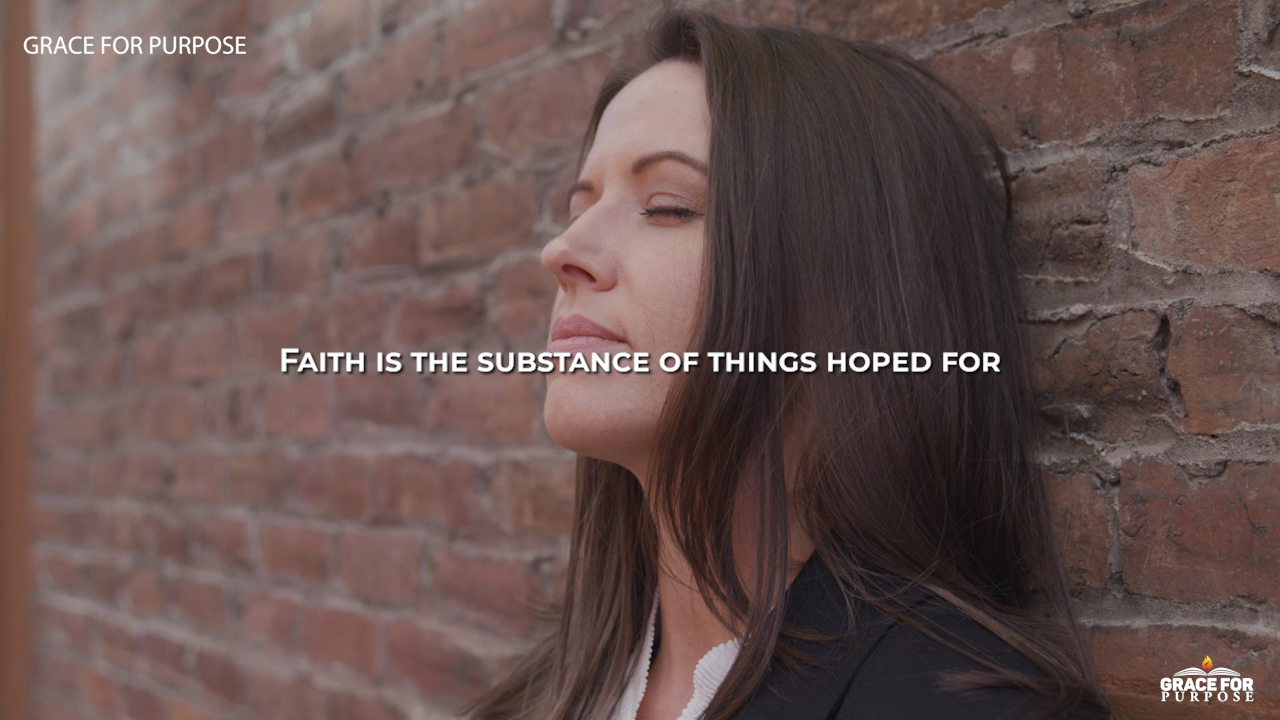 GRACE FOR PURPOSE
Faith is the substance of things hoped for
GRACE FOR
PURPOSE